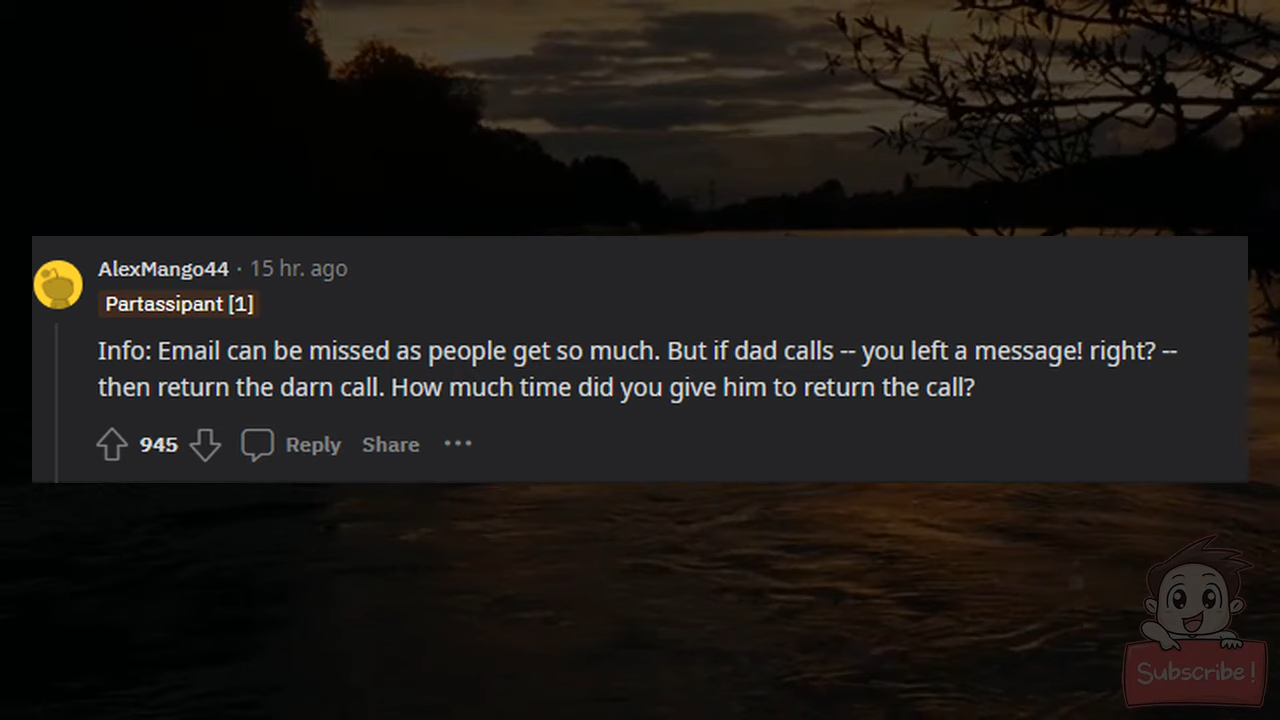 AlexMango44 · 15 hr. ago
Partassipant [1]
Info: Email can be missed as people get so much. But if dad calls -- you left a message! right? --
then return the darn call. How much time did you give him to return the call?
945 Reply Share ···
Subscribe!